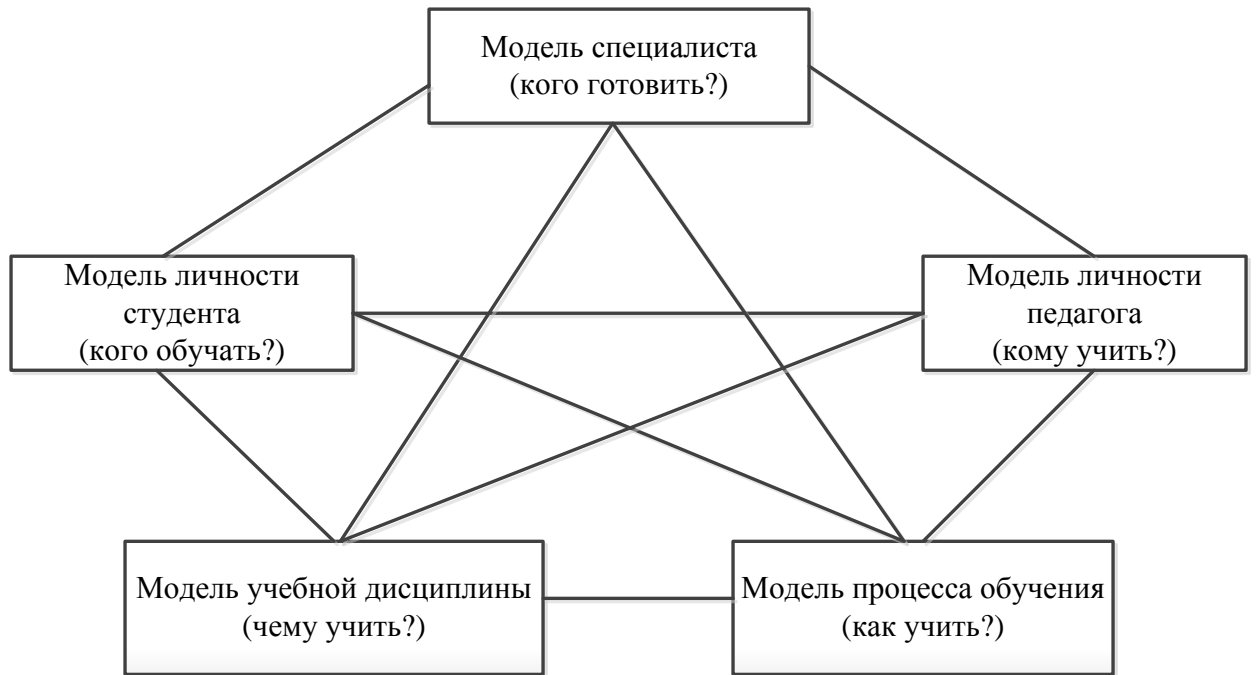 Модель специалиста
(кого готовить?)
Модель личности
студента
(кого обучать?)
Модель личности
педагога
(кому учить?)
Модель учебной дисциплины
(чему учить?)
Модель процесса обучения
(как учить?)